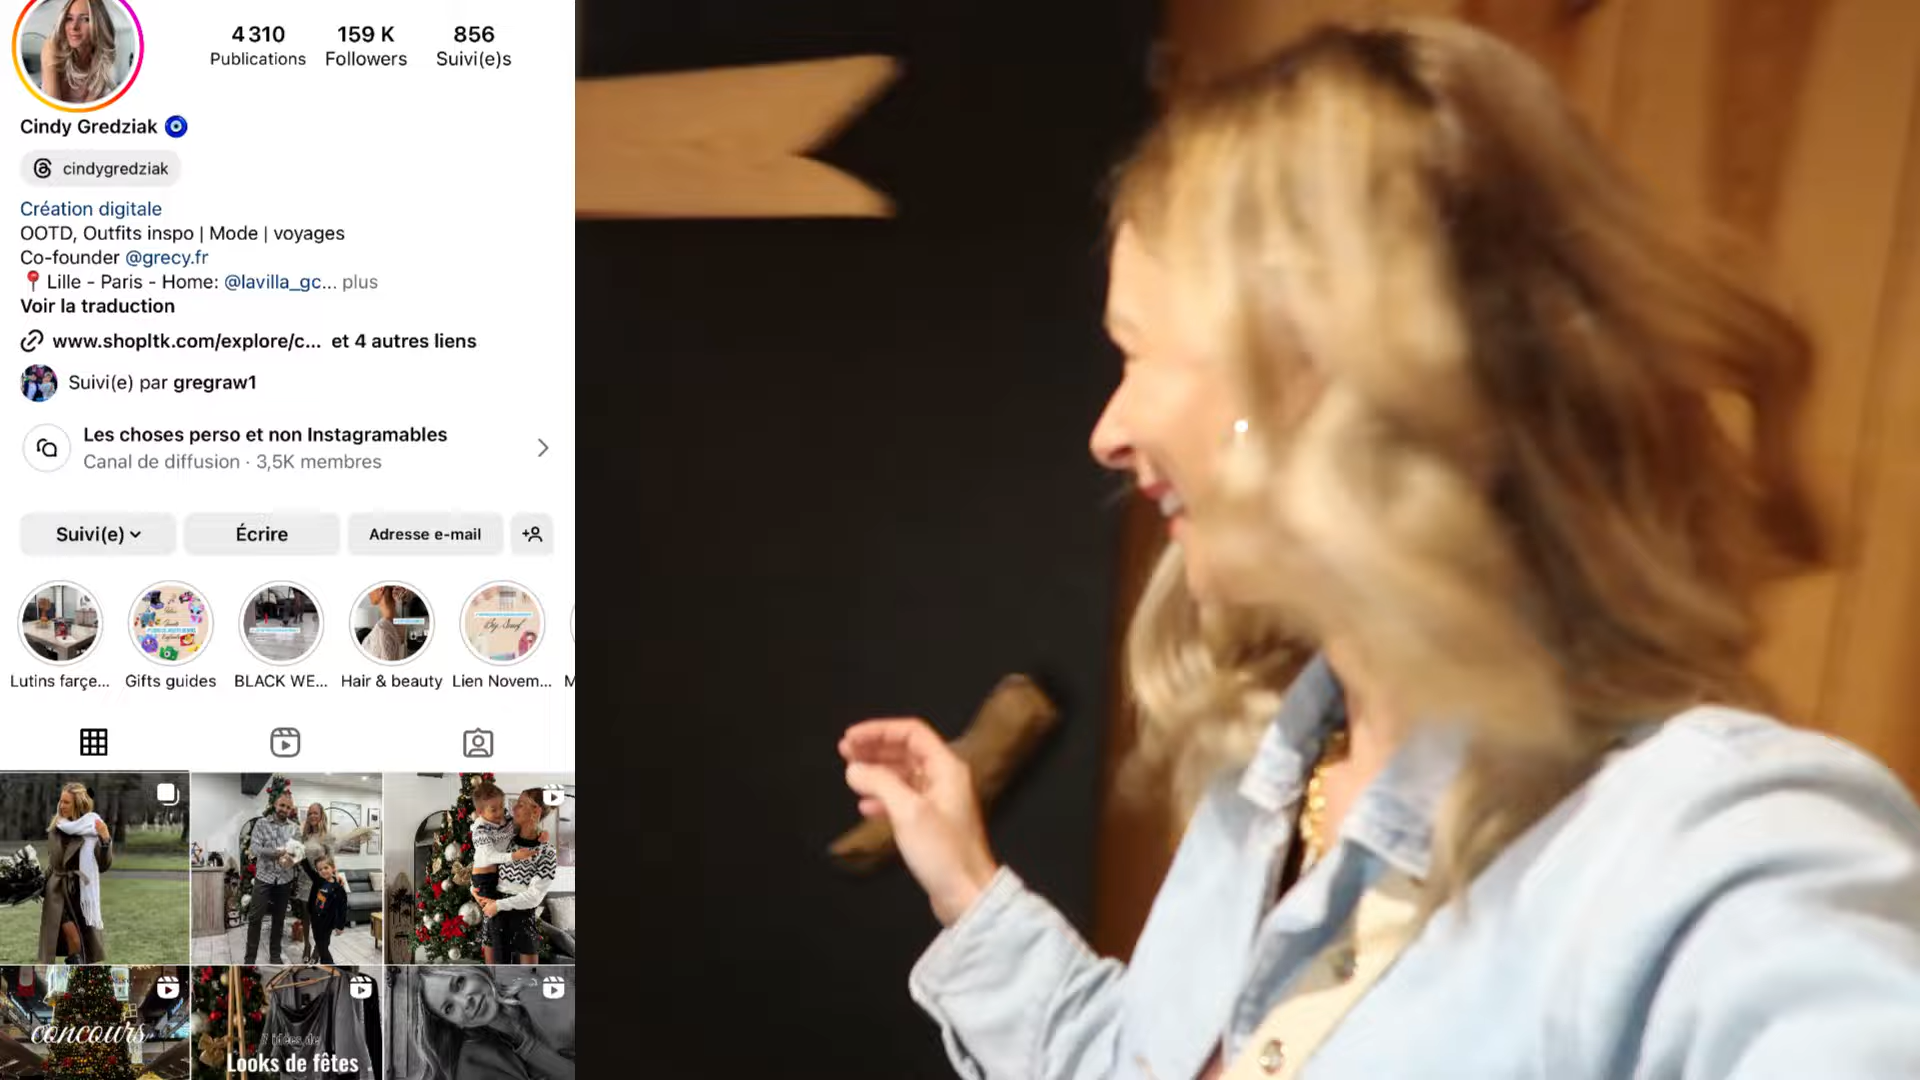 4 310
159 K
856
Publications
Followers
Suivi(e)s
Cindy Gredziak
cindygredziak
Création digitale
OOTD, Outfits inspo | Mode | voyages
Co-founder @grecy.fr
Lille - Paris - Home: @lavilla_gc... plus
Voir la traduction
www.shopltk.com/explore/c... et 4 autres liens
Suivi(e) par gregraw1
Les choses perso et non Instagramables
Canal de diffusion · 3,5K membres
Suivi(e)
Écrire
Adresse e-mail
Lutins farçe...
Gifts guides
BLACK WE...
Hair & beauty
Lien Novem...
M
concours
7 idées de
Looks de fêtes